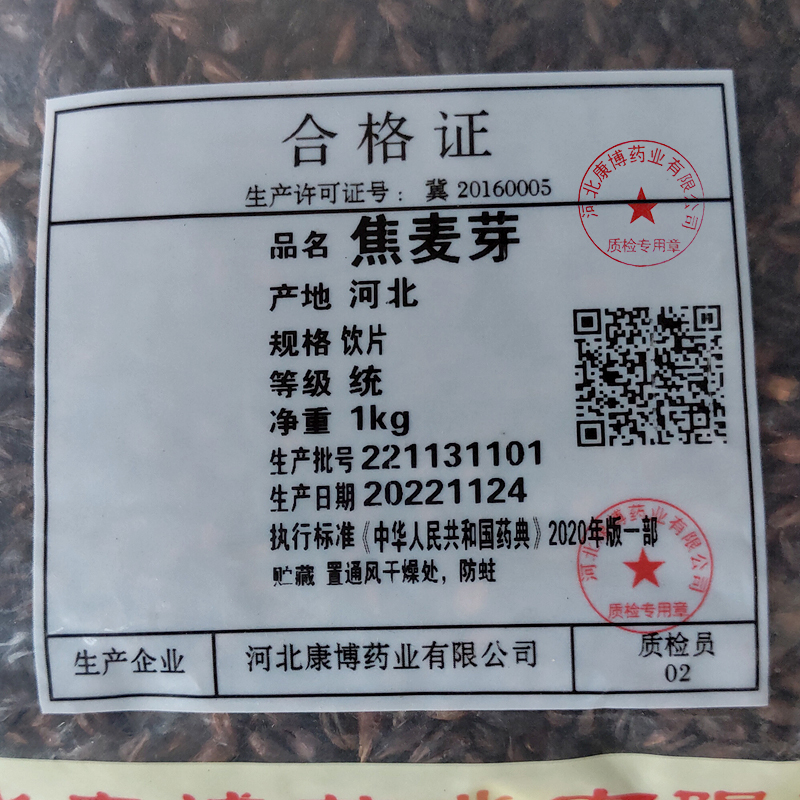 合格证
生产许可证号：冀 20160005
河北康博药业有限公司
质检专用章
品名 焦麦芽
产地 河北
规格 饮片
等级 统
净重 1kg
生产批号 221131101
生产日期 20221124
执行标准《中华人民共和国药典》2020年版一部
贮藏 置通风干燥处，防蛀
河北康博药业有限公司
质检专用章
生产企业 河北康博药业有限公司 质检员
02